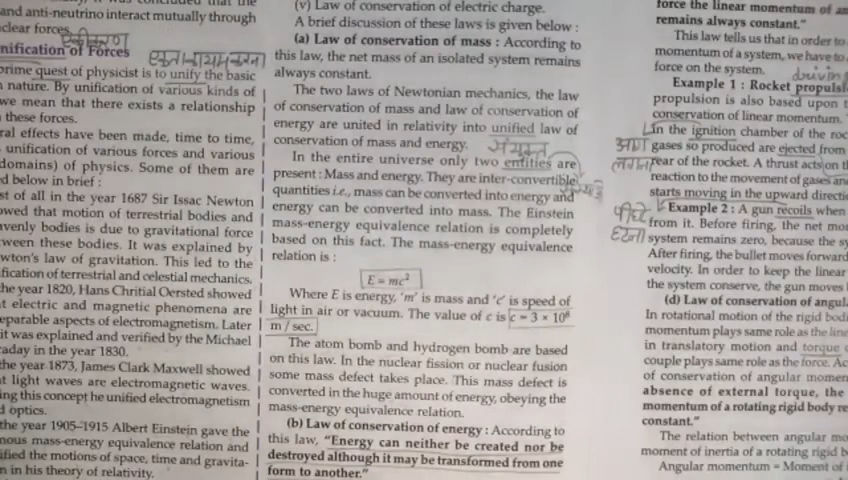 and anti-neutrino interact mutually through
clear forces.
एकीकरण
nification of Forces
prime quest of physicist is to unify the basic
nature. By unification of various kinds of
we mean that there exists a relationship
these forces.
ral effects have been made, time to time,
unification of various forces and various
domains) of physics. Some of them are
d below in brief :
st of all in the year 1687 Sir Issac Newton
owed that motion of terrestrial bodies and
avenly bodies is due to gravitational force
ween these bodies. It was explained by
wton's law of gravitation. This led to the
fication of terrestrial and celestial mechanics.
the year 1820, Hans Chritial Oersted showed
t electric and magnetic phenomena are
eparable aspects of electromagnetism. Later
it was explained and verified by the Michael
raday in the year 1830.
the year 1873, James Clark Maxwell showed
t light waves are electromagnetic waves.
ing this concept he unified electromagnetism
d optics.
the year 1905–1915 Albert Einstein gave the
mous mass-energy equivalence relation and
ified the motions of space, time and gravita-
n in his theory of relativity.
(v) Law of conservation of electric charge.
A brief discussion of these laws is given below :
(a) Law of conservation of mass : According to
this law, the net mass of an isolated system remains
always constant.
The two laws of Newtonian mechanics, the law
of conservation of mass and law of conservation of
energy are united in relativity into unified law of
conservation of mass and energy.
संयुक्त
In the entire universe only two entities are
present : Mass and energy. They are inter-convertible
quantities i.e., mass can be converted into energy and
energy can be converted into mass. The Einstein
mass-energy equivalence relation is completely
based on this fact. The mass-energy equivalence
relation is :
E = mc²
Where E is energy, 'm' is mass and 'c' is speed of
light in air or vacuum. The value of c is c = 3 × 10⁸
m / sec.
The atom bomb and hydrogen bomb are based
on this law. In the nuclear fission or nuclear fusion
some mass defect takes place. This mass defect is
converted in the huge amount of energy, obeying the
mass-energy equivalence relation.
(b) Law of conservation of energy : According to
this law, "Energy can neither be created nor be
destroyed although it may be transformed from one
form to another."
force the linear momentum of an
remains always constant."
This law tells us that in order to
momentum of a system, we have to
force on the system.
driving
Example 1 : Rocket propuls
propulsion is also based upon t
conservation of linear momentum.
In the ignition chamber of the roc
आग
gases so produced are ejected from
लगना
rear of the rocket. A thrust acts on th
reaction to the movement of gases an
starts moving in the upward directi
Example 2 : A gun recoils when
पीछे
from it. Before firing, the net mo
हटना
system remains zero, because the sy
After firing, the bullet moves forward
velocity. In order to keep the linear
the system conserve, the gun moves
(d) Law of conservation of angul
In rotational motion of the rigid bod
momentum plays same role as the line
in translatory motion and torque
couple plays same role as the force. Ac
of conservation of angular momen
absence of external torque, the
momentum of a rotating rigid body re
constant."
The relation between angular mo
moment of inertia of a rotating rigid b
Angular momentum = Moment of i